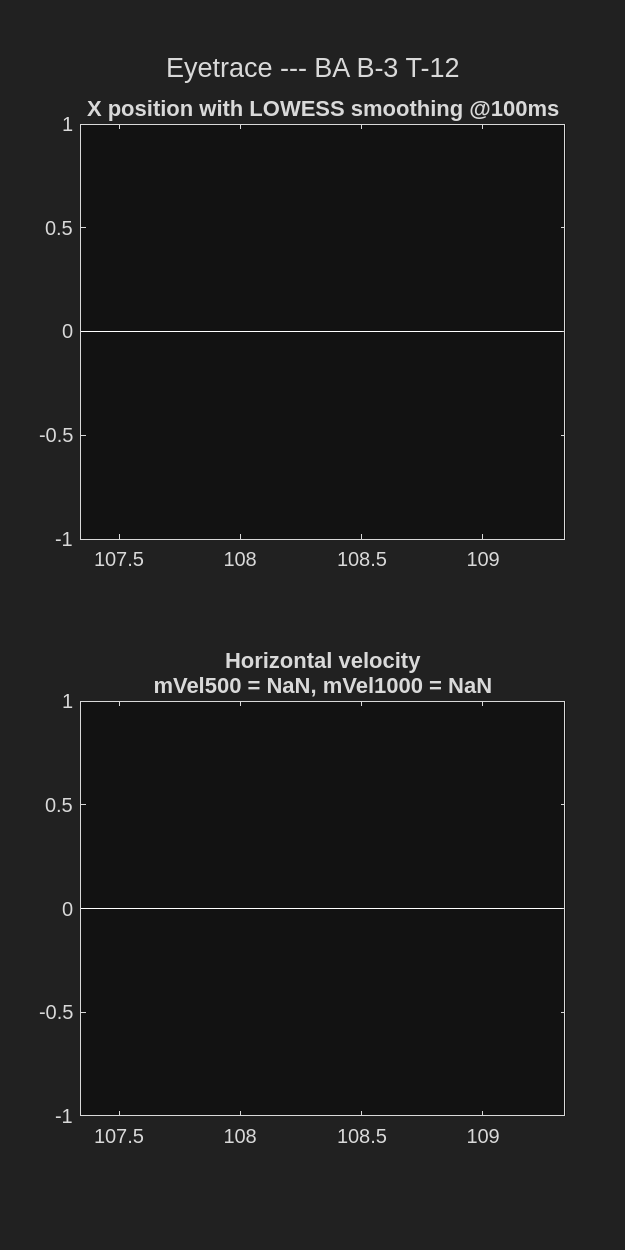 Eyetrace --- BA B-3 T-12
X position with LOWESS smoothing @100ms
1
0.5
0
-0.5
-1
107.5 108 108.5 109
Horizontal velocity
mVel500 = NaN, mVel1000 = NaN
1
0.5
0
-0.5
-1
107.5 108 108.5 109